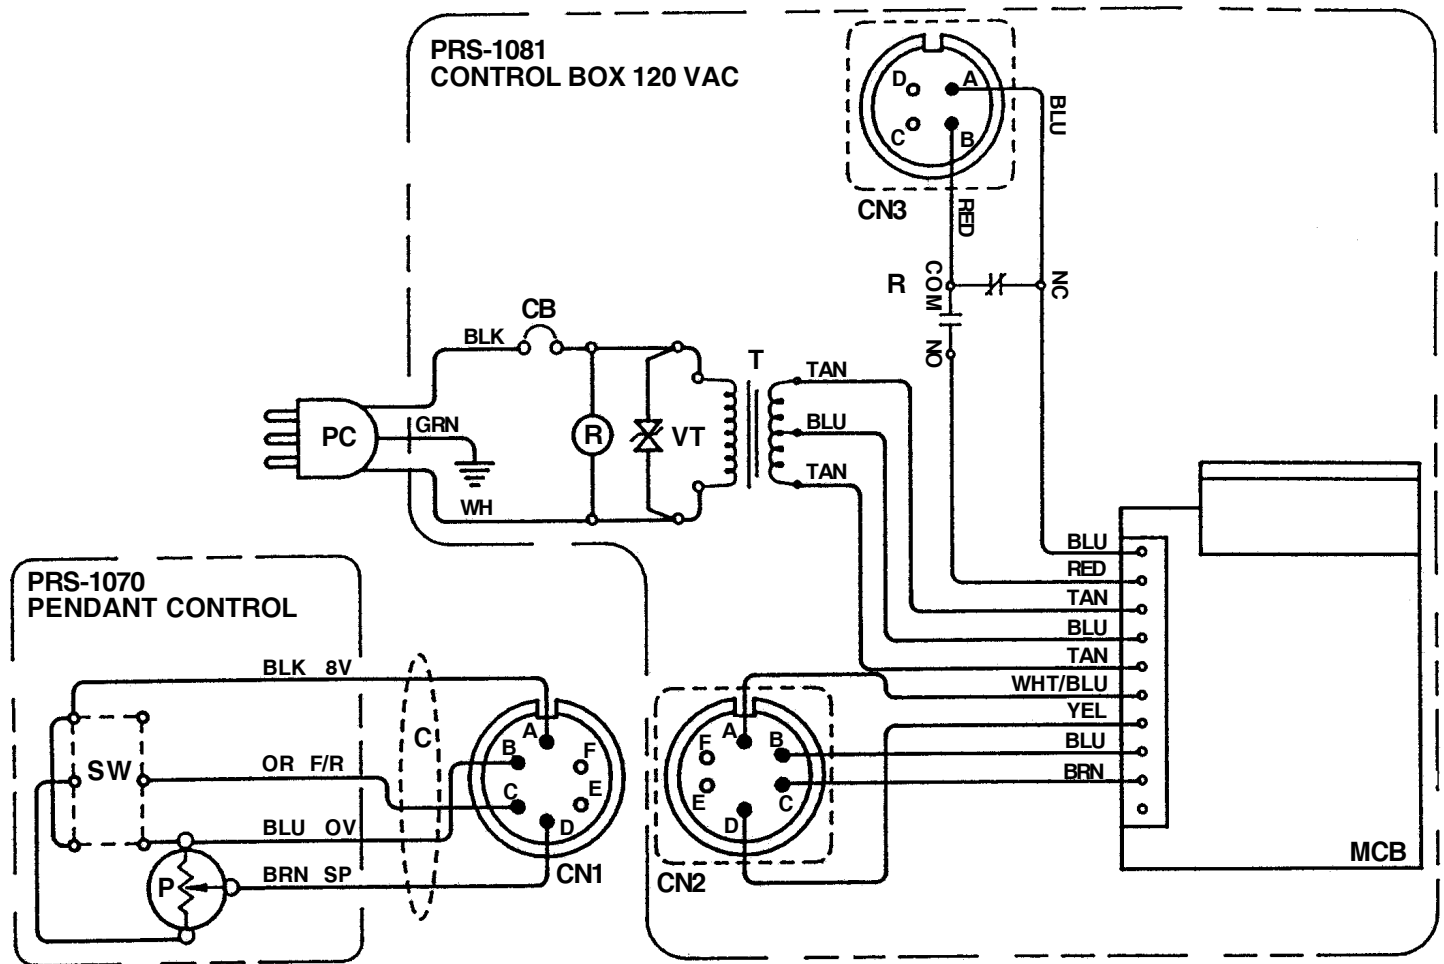 PRS-1081
CONTROL BOX 120 VAC
D
A
C
B
BLU
CN3
RED
R
COM
NC
NO
CB
BLK
T
TAN
PC
GRN
R
VT
BLU
TAN
WH
BLU
RED
TAN
BLU
TAN
WHT/BLU
YEL
BLU
BRN
MCB
PRS-1070
PENDANT CONTROL
BLK 8V
C
SW
OR F/R
BLU OV
P
BRN SP
A
B
F
C
E
D
CN1
A
B
F
E
C
D
CN2